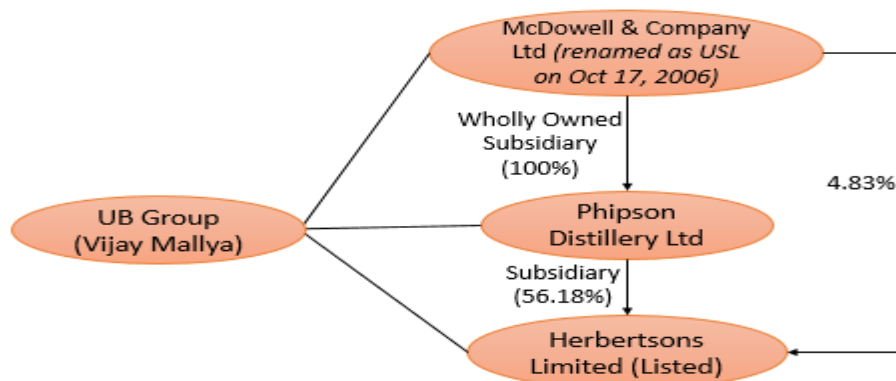 McDowell & Company
Ltd (renamed as USL
on Oct 17, 2006)
Wholly Owned
Subsidiary
(100%)
4.83%
UB Group
(Vijay Mallya)
Phipson
Distillery Ltd
Subsidiary
(56.18%)
Herbertsons
Limited (Listed)